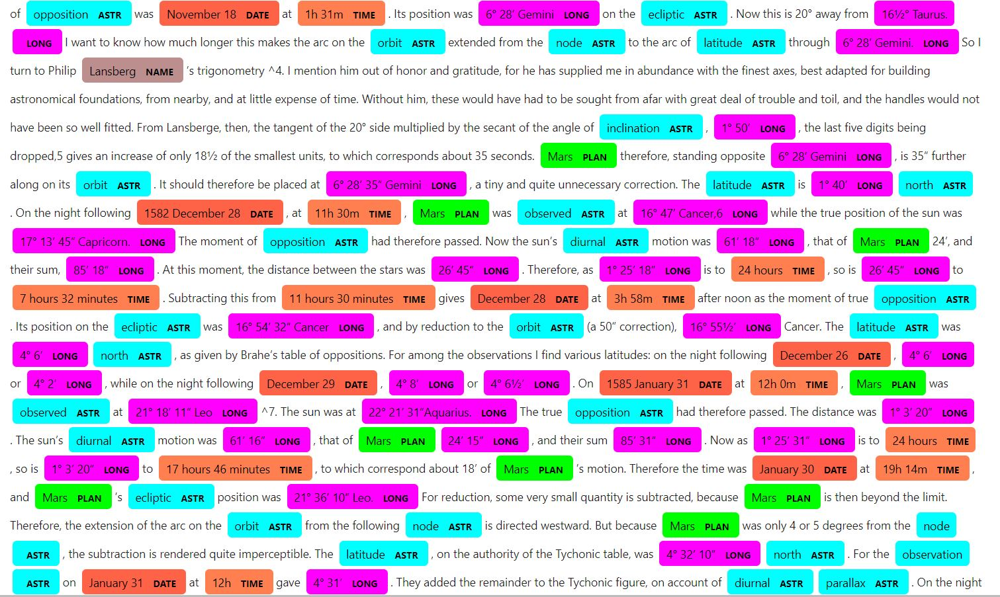 of opposition ASTR was November 18 DATE at 1h 31m TIME . Its position was 6° 28′ Gemini LONG on the ecliptic ASTR . Now this is 20° away from 16½° Taurus.
LONG I want to know how much longer this makes the arc on the orbit ASTR extended from the node ASTR to the arc of latitude ASTR through 6° 28′ Gemini. LONG So I
turn to Philip Lansberg NAME 's trigonometry ^4. I mention him out of honor and gratitude, for he has supplied me in abundance with the finest axes, best adapted for building
astronomical foundations, from nearby, and at little expense of time. Without him, these would have had to be sought from afar with great deal of trouble and toil, and the handles would not
have been so well fitted. From Lansberge, then, the tangent of the 20° side multiplied by the secant of the angle of inclination ASTR , 1° 50′ LONG , the last five digits being
dropped,5 gives an increase of only 18½ of the smallest units, to which corresponds about 35 seconds. Mars PLAN therefore, standing opposite 6° 28′ Gemini LONG , is 35″ further
along on its orbit ASTR . It should therefore be placed at 6° 28′ 35″ Gemini LONG , a tiny and quite unnecessary correction. The latitude ASTR is 1° 40′ LONG north ASTR
. On the night following 1582 December 28 DATE , at 11h 30m TIME , Mars PLAN was observed ASTR at 16° 47′ Cancer,6 LONG while the true position of the sun was
17° 13′ 45″ Capricorn. LONG The moment of opposition ASTR had therefore passed. Now the sun's diurnal ASTR motion was 61′ 18″ LONG , that of Mars PLAN 24′, and
their sum, 85′ 18″ LONG . At this moment, the distance between the stars was 26′ 45″ LONG . Therefore, as 1° 25′ 18″ LONG is to 24 hours TIME , so is 26′ 45″ LONG to
7 hours 32 minutes TIME . Subtracting this from 11 hours 30 minutes TIME gives December 28 DATE at 3h 58m TIME after noon as the moment of true opposition ASTR
. Its position on the ecliptic ASTR was 16° 54′ 32″ Cancer LONG , and by reduction to the orbit ASTR (a 50″ correction), 16° 55½′ LONG Cancer. The latitude ASTR was
4° 6′ LONG north ASTR , as given by Brahe's table of oppositions. For among the observations I find various latitudes: on the night following December 26 DATE , 4° 6′ LONG
or 4° 2′ LONG , while on the night following December 29 DATE , 4° 8′ LONG or 4° 6½′ LONG . On 1585 January 31 DATE at 12h 0m TIME , Mars PLAN was
observed ASTR at 21° 18′ 11″ Leo LONG ^7. The sun was at 22° 21′ 31″Aquarius. LONG The true opposition ASTR had therefore passed. The distance was 1° 3′ 20″ LONG
. The sun's diurnal ASTR motion was 61′ 16″ LONG , that of Mars PLAN 24′ 15″ LONG , and their sum 85′ 31″ LONG . Now as 1° 25′ 31″ LONG is to 24 hours TIME
, so is 1° 3′ 20″ LONG to 17 hours 46 minutes TIME , to which correspond about 18′ of Mars PLAN 's motion. Therefore the time was January 30 DATE at 19h 14m TIME ,
and Mars PLAN 's ecliptic ASTR position was 21° 36′ 10″ Leo. LONG For reduction, some very small quantity is subtracted, because Mars PLAN is then beyond the limit.
Therefore, the extension of the arc on the orbit ASTR from the following node ASTR is directed westward. But because Mars PLAN was only 4 or 5 degrees from the node
ASTR , the subtraction is rendered quite imperceptible. The latitude ASTR , on the authority of the Tychonic table, was 4° 32′ 10″ LONG north ASTR . For the observation
ASTR on January 31 DATE at 12h TIME gave 4° 31′ LONG . They added the remainder to the Tychonic figure, on account of diurnal ASTR parallax ASTR . On the night